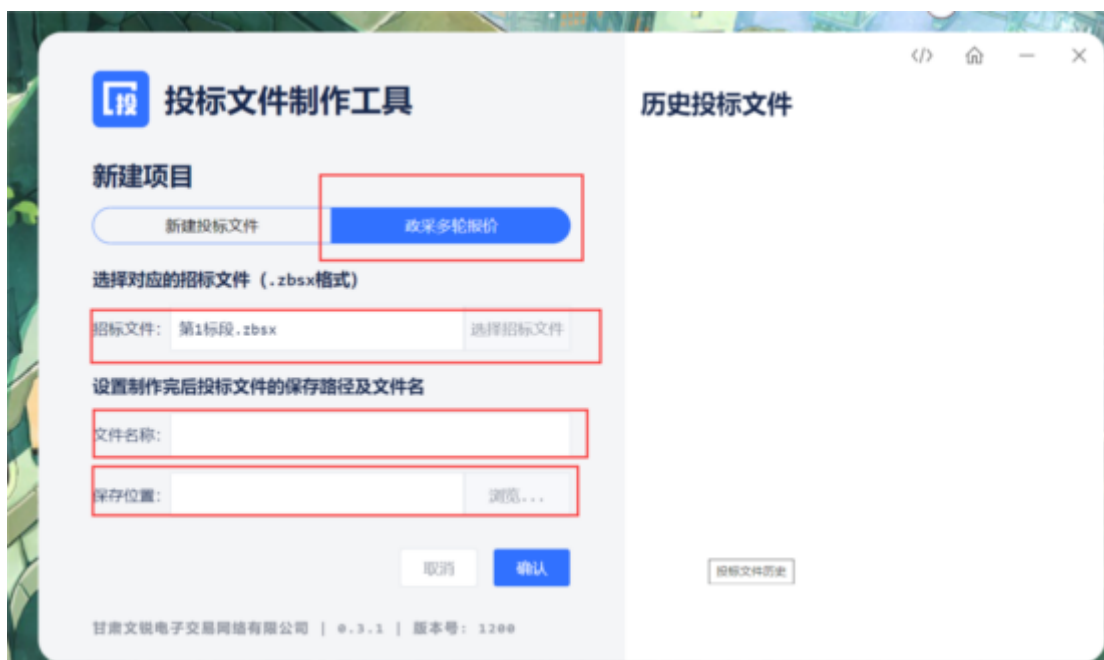 投标文件制作工具
历史投标文件
新建项目
新建投标文件 政采多轮报价
选择对应的招标文件（.zbsx格式）
招标文件: 第1标段.zbsx 选择招标文件
设置制作完后投标文件的保存路径及文件名
文件名称:
保存位置: 浏览...
取消 确认
投标文件历史
甘肃文锐电子交易网络有限公司 | 0.3.1 | 版本号: 1200